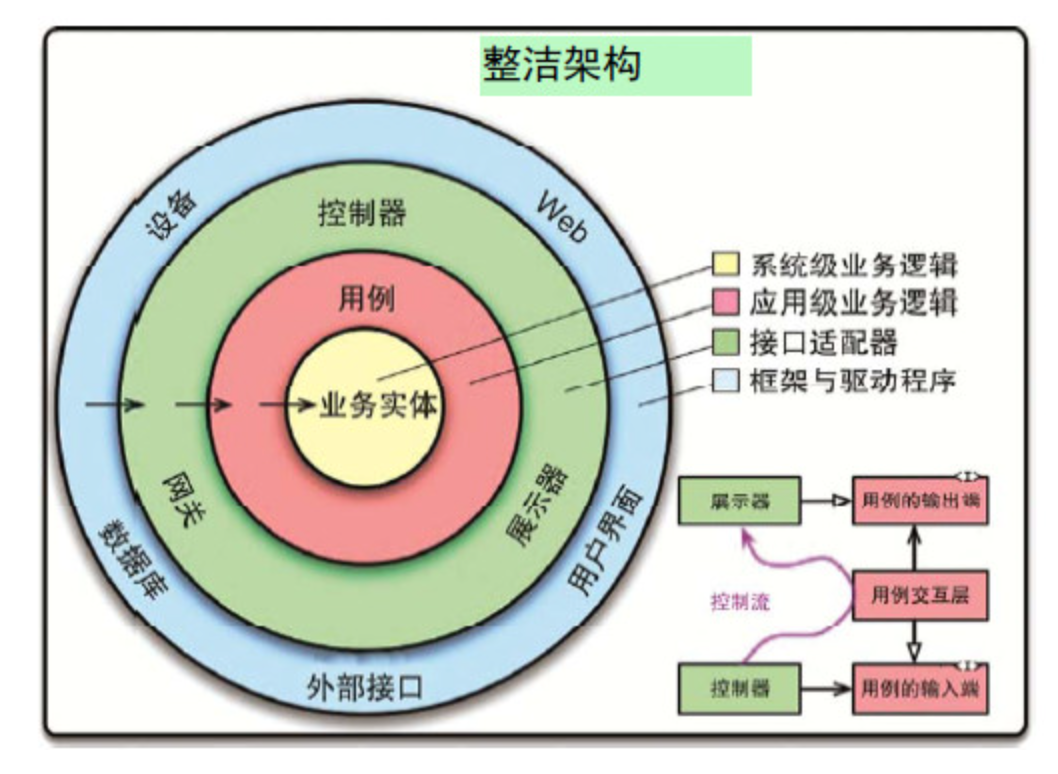 整洁架构
设备
Web
控制器
用例
业务实体
网关
展示器
数据库
用户界面
外部接口
系统级业务逻辑
应用级业务逻辑
接口适配器
框架与驱动程序
展示器
用例的输出端
<I>
控制流
用例交互层
控制器
用例的输入端
<I>